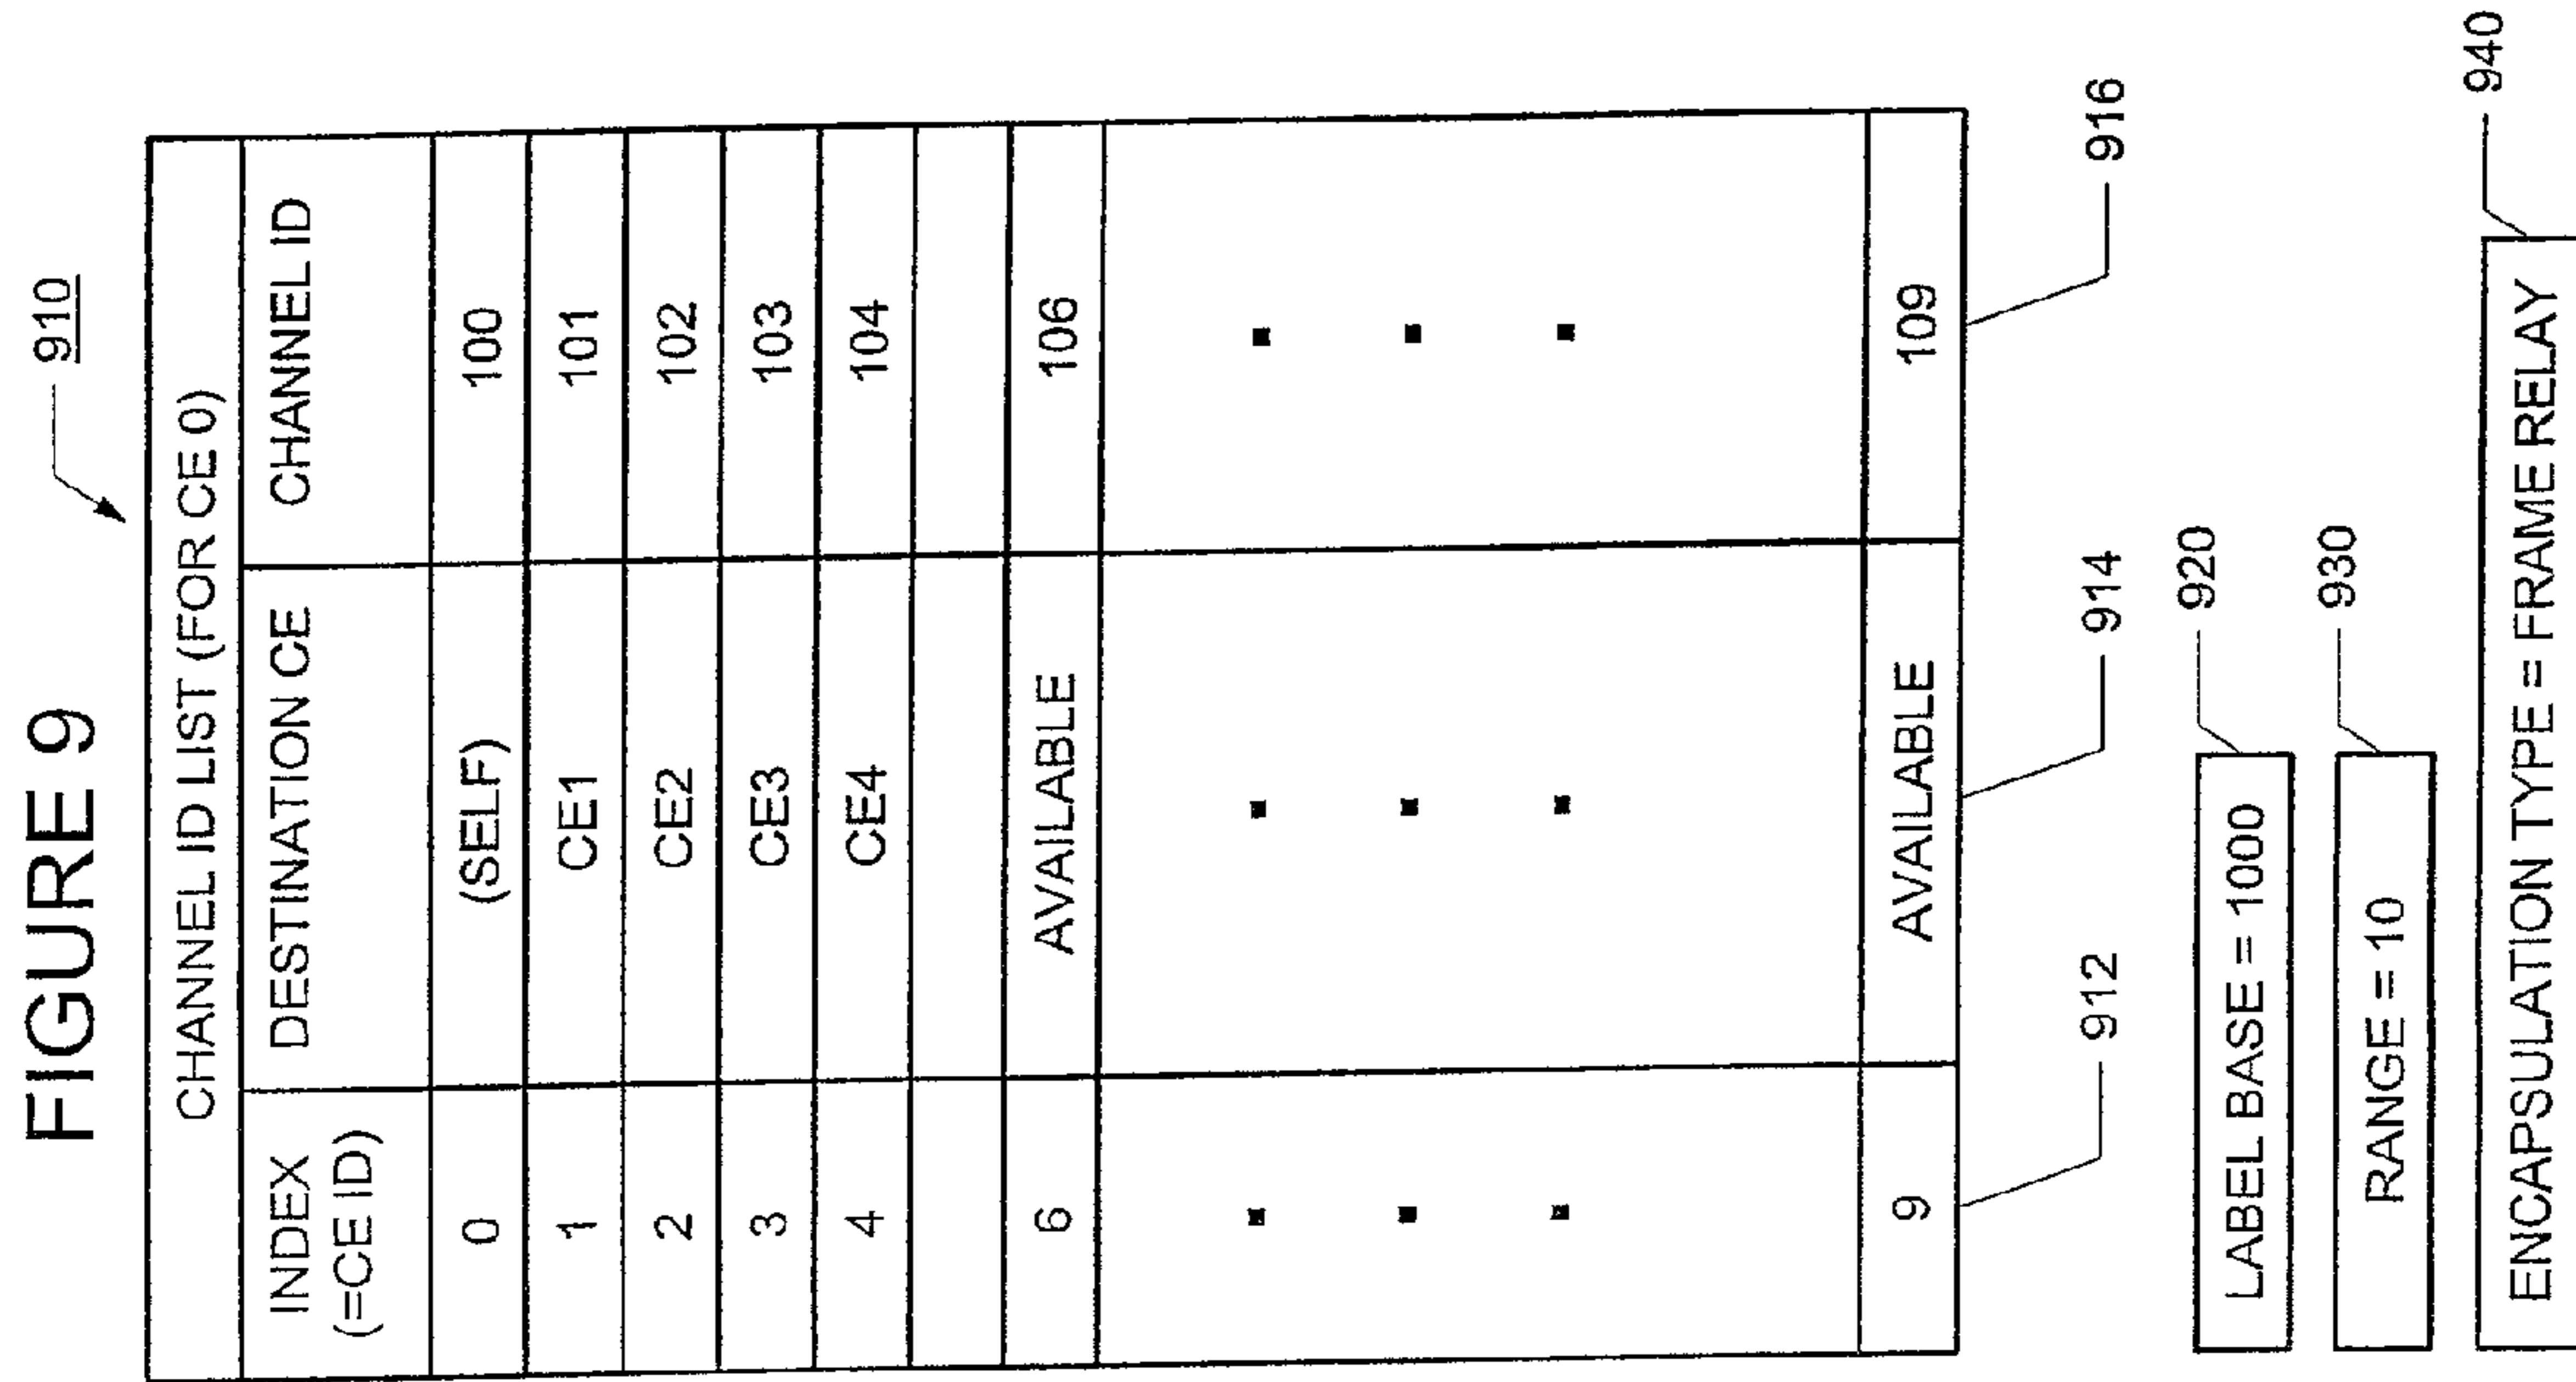 FIGURE 9
910
CHANNEL ID LIST (FOR CE 0)
INDEX (=CE ID) DESTINATION CE CHANNEL ID
0 (SELF) 100
1 CE1 101
2 CE2 102
3 CE3 103
4 CE4 104
6 AVAILABLE 106
9 AVAILABLE 109
912 914 916
LABEL BASE = 1000 920
RANGE = 10 930
ENCAPSULATION TYPE = FRAME RELAY 940